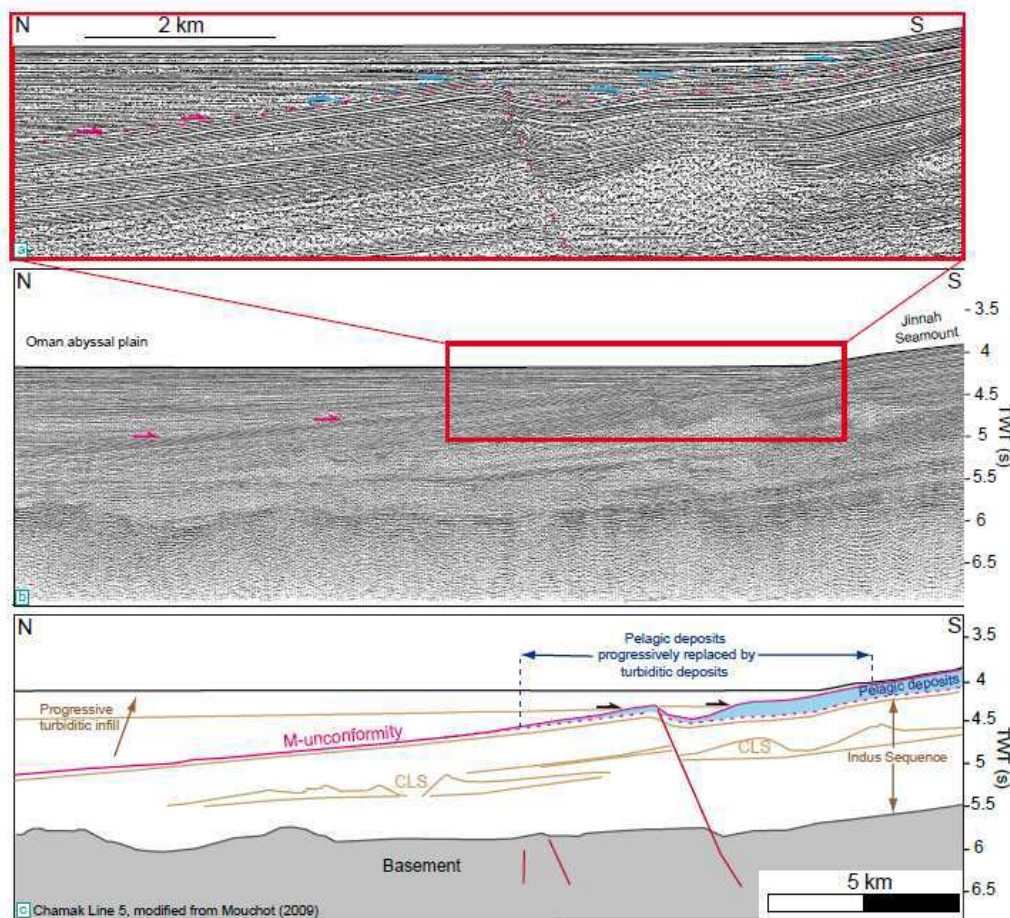 N
S
2 km
a
N
S
Oman abyssal plain
Jinnah
Seamount
3.5
4
4.5
5
5.5
6
6.5
TWT (s)
b
N
S
Pelagic deposits
progressively replaced by
turbiditic deposits
Progressive
turbiditic infill
M-unconformity
Pelagic deposits
CLS
CLS
Indus Sequence
Basement
3.5
4
4.5
5
5.5
6
6.5
TWT (s)
5 km
c Chamak Line 5, modified from Mouchot (2009)